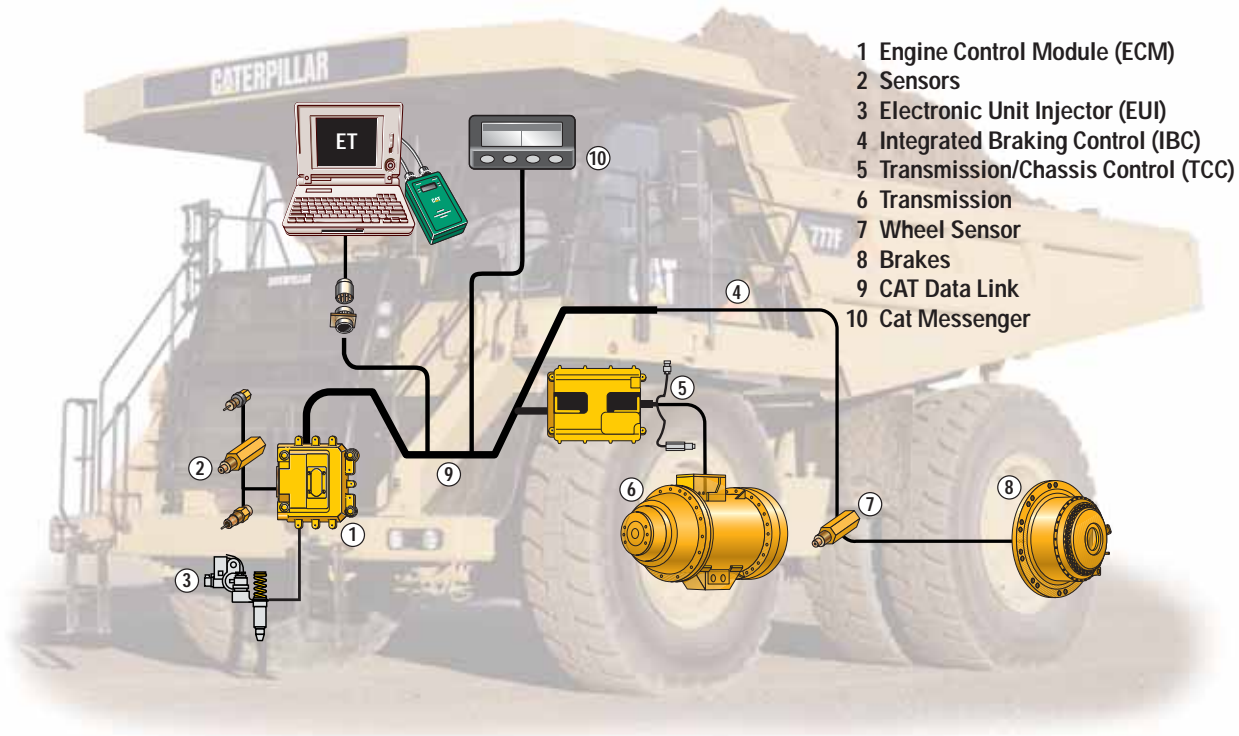 CATERPILLAR
1 Engine Control Module (ECM)
2 Sensors
3 Electronic Unit Injector (EUI)
4 Integrated Braking Control (IBC)
5 Transmission/Chassis Control (TCC)
6 Transmission
7 Wheel Sensor
8 Brakes
9 CAT Data Link
10 Cat Messenger
ET
10
777F
4
5
2
9
6
7
8
1
3